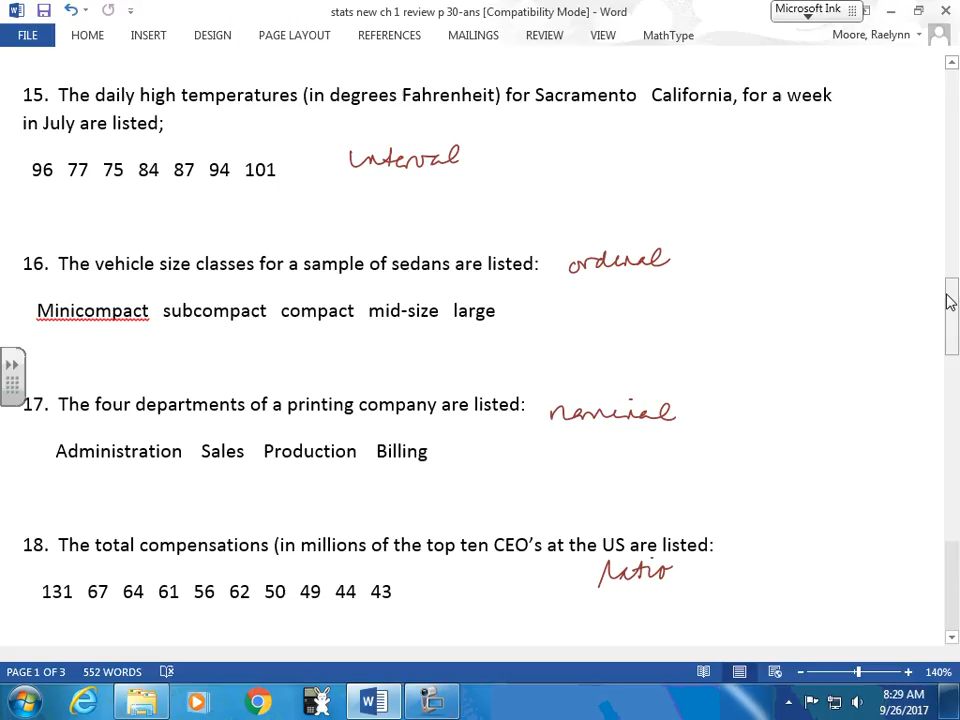 stats new ch 1 review p 30-ans [Compatibility Mode] - Word
Microsoft Ink
FILE HOME INSERT DESIGN PAGE LAYOUT REFERENCES MAILINGS REVIEW VIEW MathType Moore, Raelynn
15. The daily high temperatures (in degrees Fahrenheit) for Sacramento California, for a week
in July are listed;
interval
96 77 75 84 87 94 101
16. The vehicle size classes for a sample of sedans are listed: ordenal
Minicompact subcompact compact mid-size large
17. The four departments of a printing company are listed: nominal
Administration Sales Production Billing
18. The total compensations (in millions of the top ten CEO’s at the US are listed:
ratio
131 67 64 61 56 62 50 49 44 43
PAGE 1 OF 3 552 WORDS 140%
8:29 AM
9/26/2017